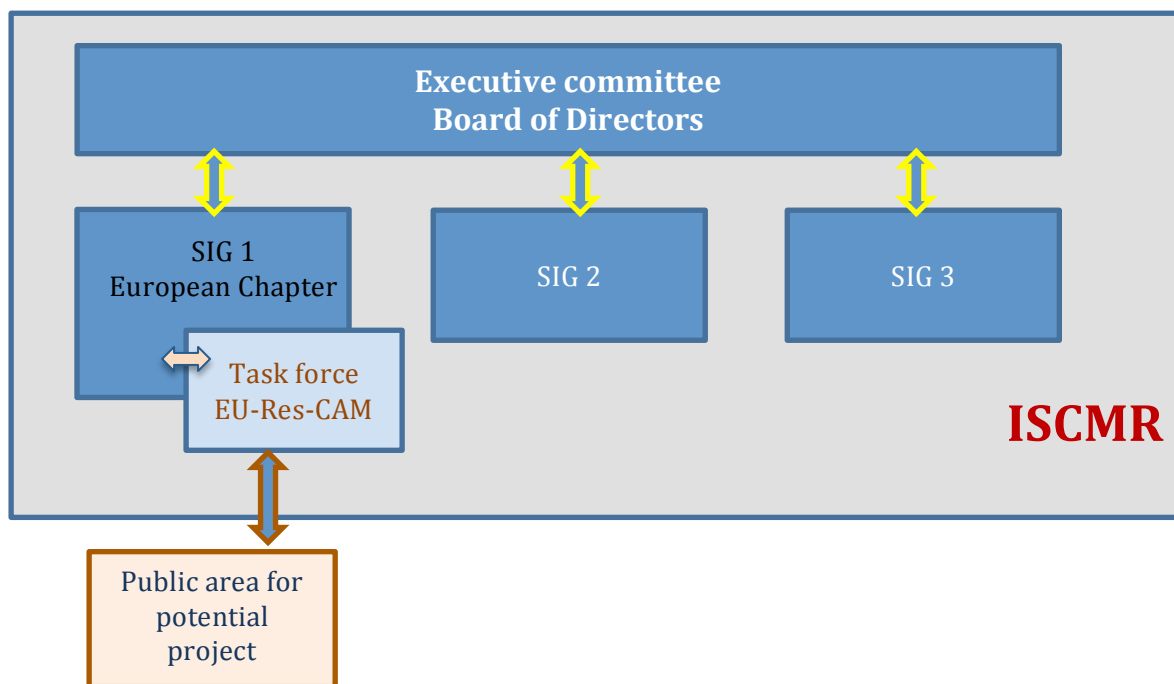 Executive committee
Board of Directors
SIG 1
European Chapter
SIG 2
SIG 3
Task force
EU-Res-CAM
ISCMR
Public area for
potential
project